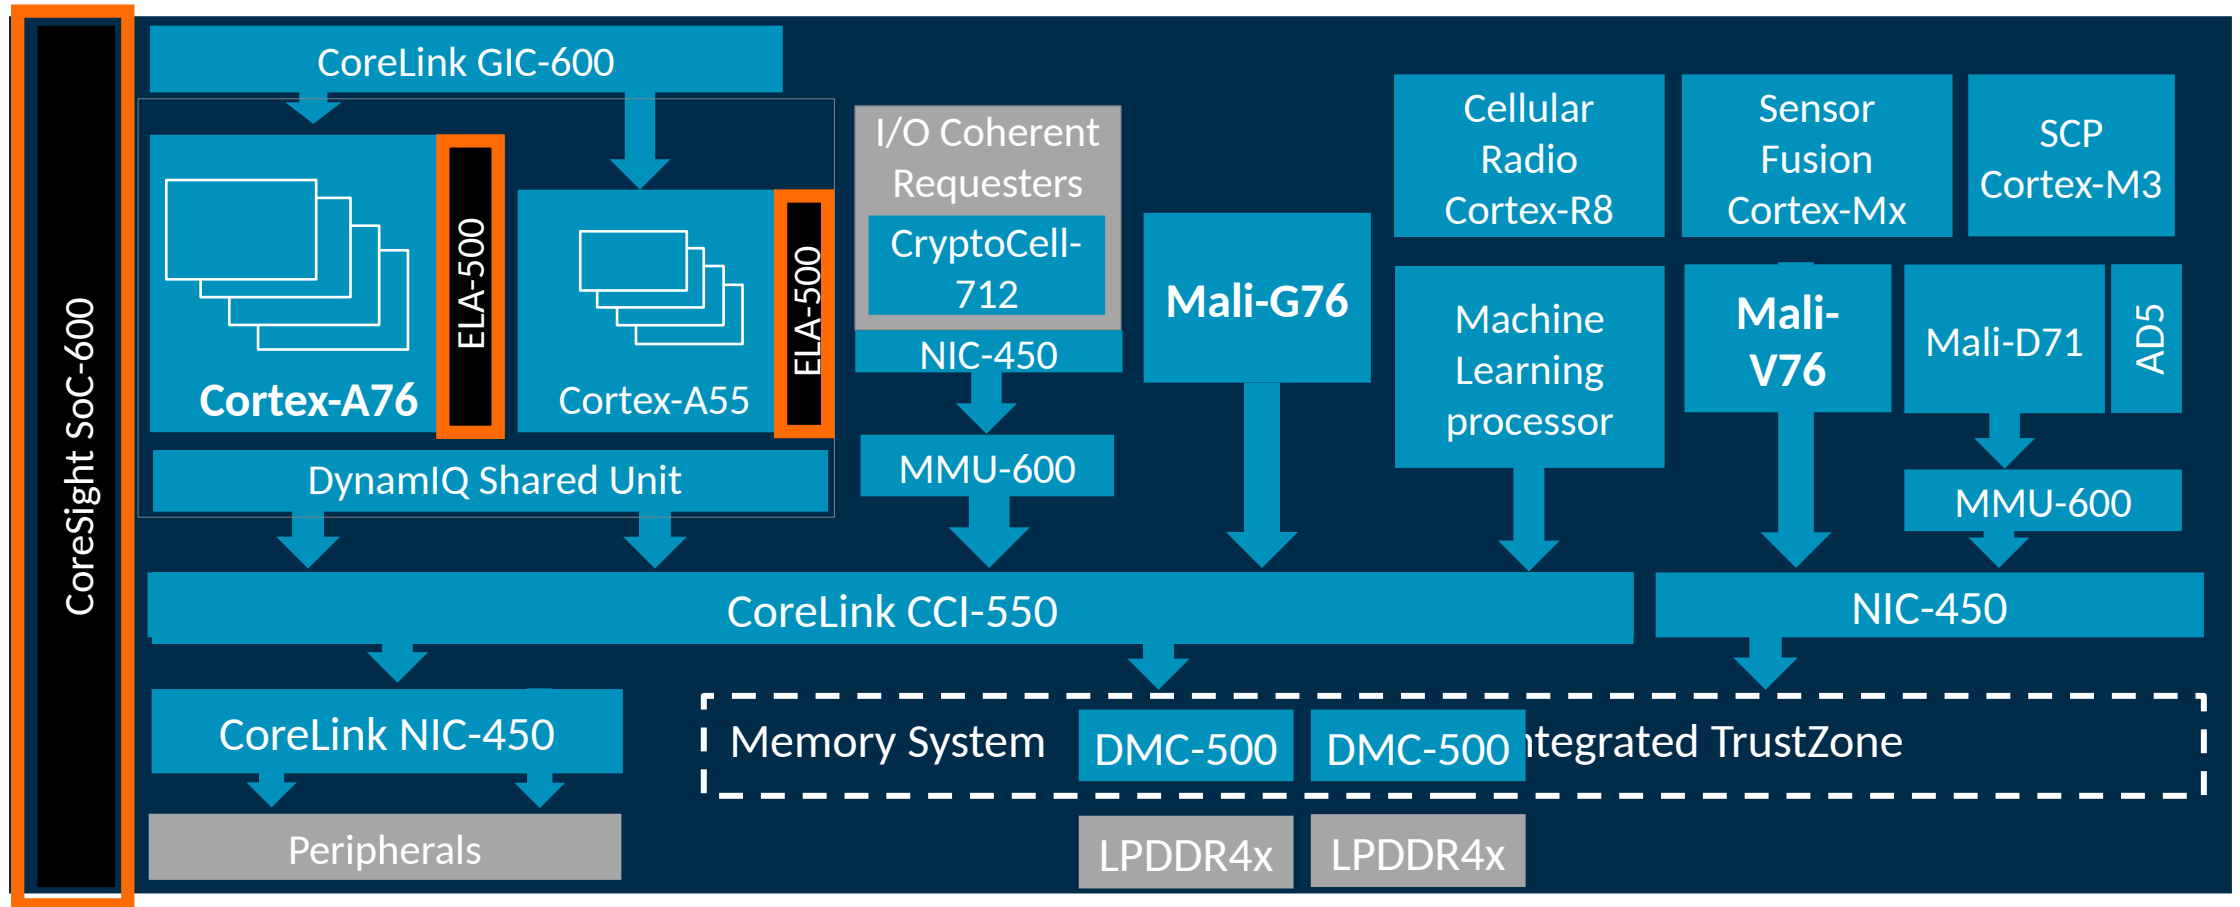 CoreSight SoC-600
CoreLink GIC-600
Cortex-A76
ELA-500
Cortex-A55
ELA-500
DynamIQ Shared Unit
I/O Coherent
Requesters
CryptoCell-
712
NIC-450
MMU-600
Mali-G76
Cellular
Radio
Cortex-R8
Sensor
Fusion
Cortex-Mx
SCP
Cortex-M3
Machine
Learning
processor
Mali-
V76
Mali-D71
AD5
MMU-600
CoreLink CCI-550
NIC-450
CoreLink NIC-450
Peripherals
Memory System
DMC-500
DMC-500
ntegrated TrustZone
LPDDR4x
LPDDR4x